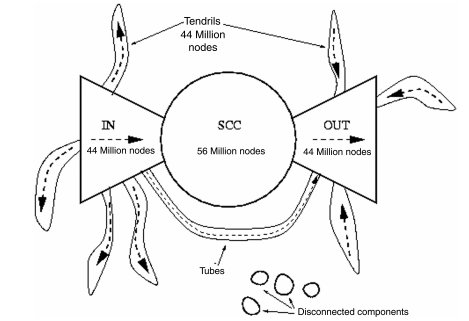 Tendrils
44 Million
nodes
IN
44 Million nodes
SCC
56 Million nodes
OUT
44 Million nodes
Tubes
Disconnected components